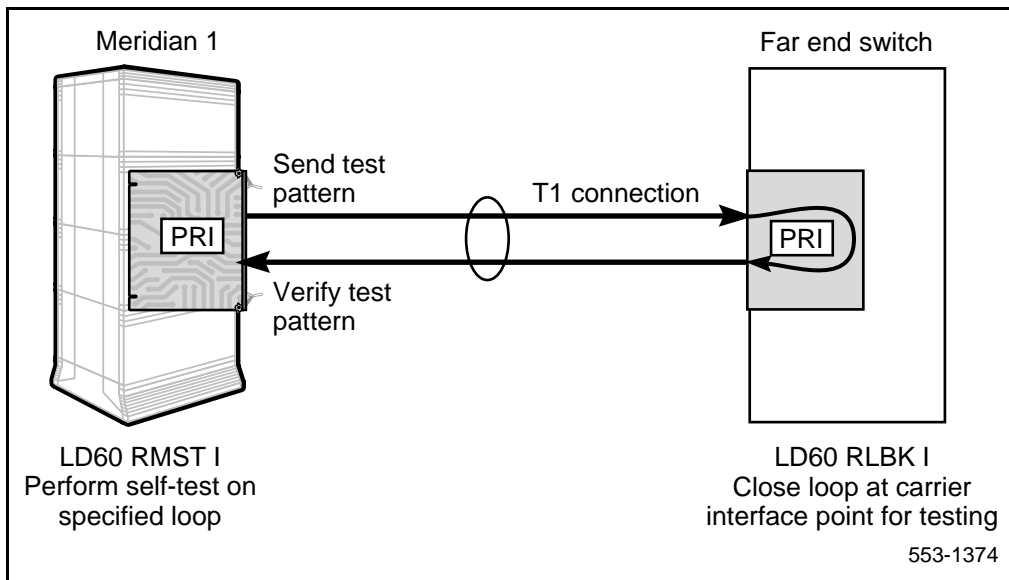 Meridian 1
Far end switch
Send test
pattern
T1 connection
PRI
PRI
Verify test
pattern
LD60 RMST l
Perform self-test on
specified loop
LD60 RLBK l
Close loop at carrier
interface point for testing
553-1374